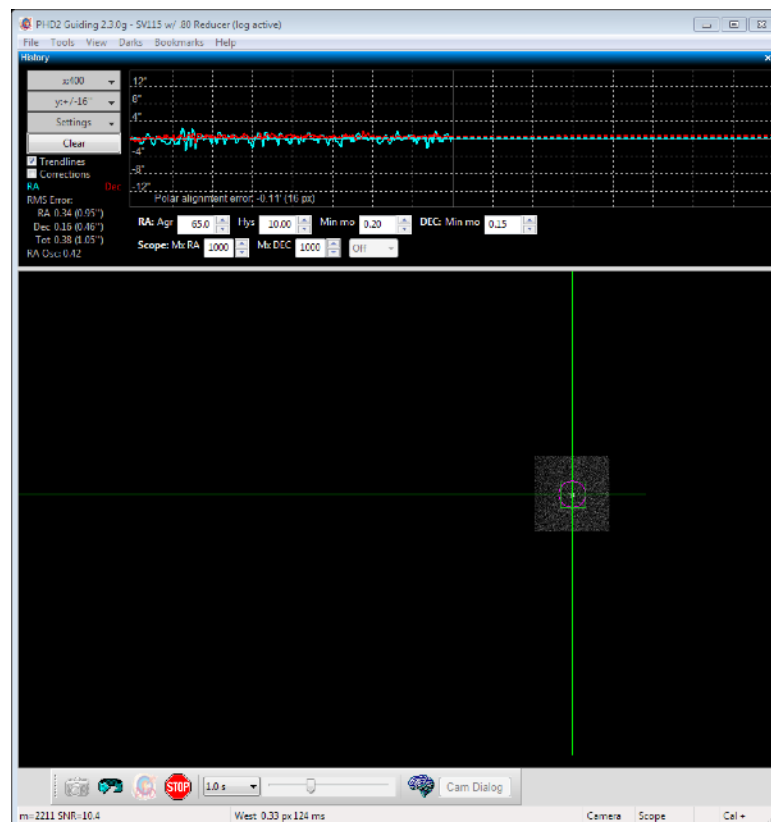 PHD2 Guiding 2.3.0g - SV115 w/ .80 Reducer (log active)
File Tools View Darks Bookmarks Help
History
x:400
y:+/-16"
Settings
Clear
Trendlines
Corrections
RA Dec
RMS Error:
RA 0.34 (0.95")
Dec 0.16 (0.46")
Tot 0.38 (1.05")
RA Osc: 0.42
12"
8"
4"
-4"
-8"
-12"
Polar alignment error: -0.11' (16 px)
RA: Agr 65.0 Hys 10.00 Min mo 0.20 DEC: Min mo 0.15
Scope: Mx RA 1000 Mx DEC 1000 Off
STOP 1.0 s Cam Dialog
m=2211 SNR=10.4 West 0.33 px 124 ms Camera Scope Cal +